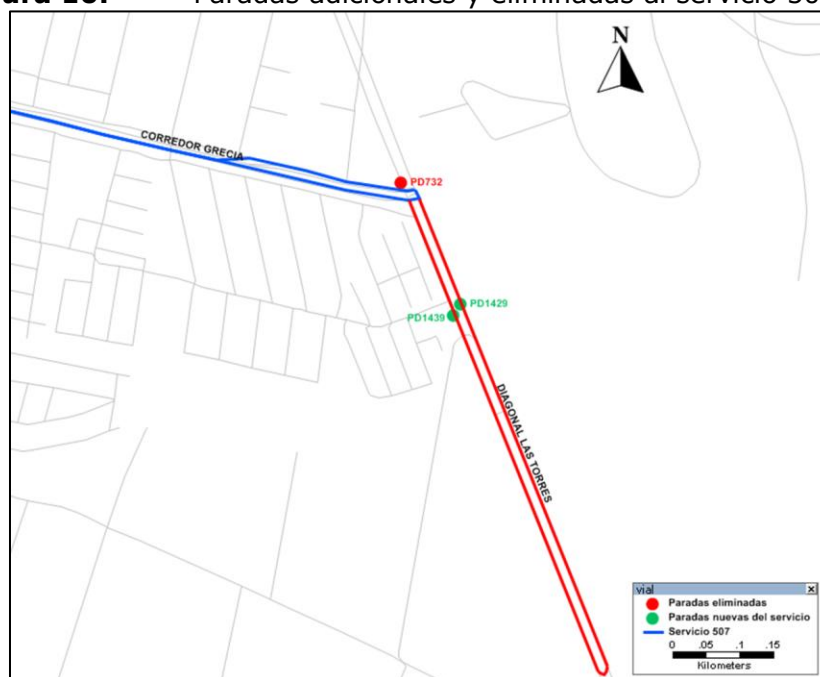 Paradas adicionales y eliminadas al servicio 50
N
CORREDOR GRECIA
PD732
PD1429
PD1439
DIAGONAL LAS TORRES
vial
Paradas eliminadas
Paradas nuevas del servicio
Servicio 507
0 .05 .1 .15
Kilometers